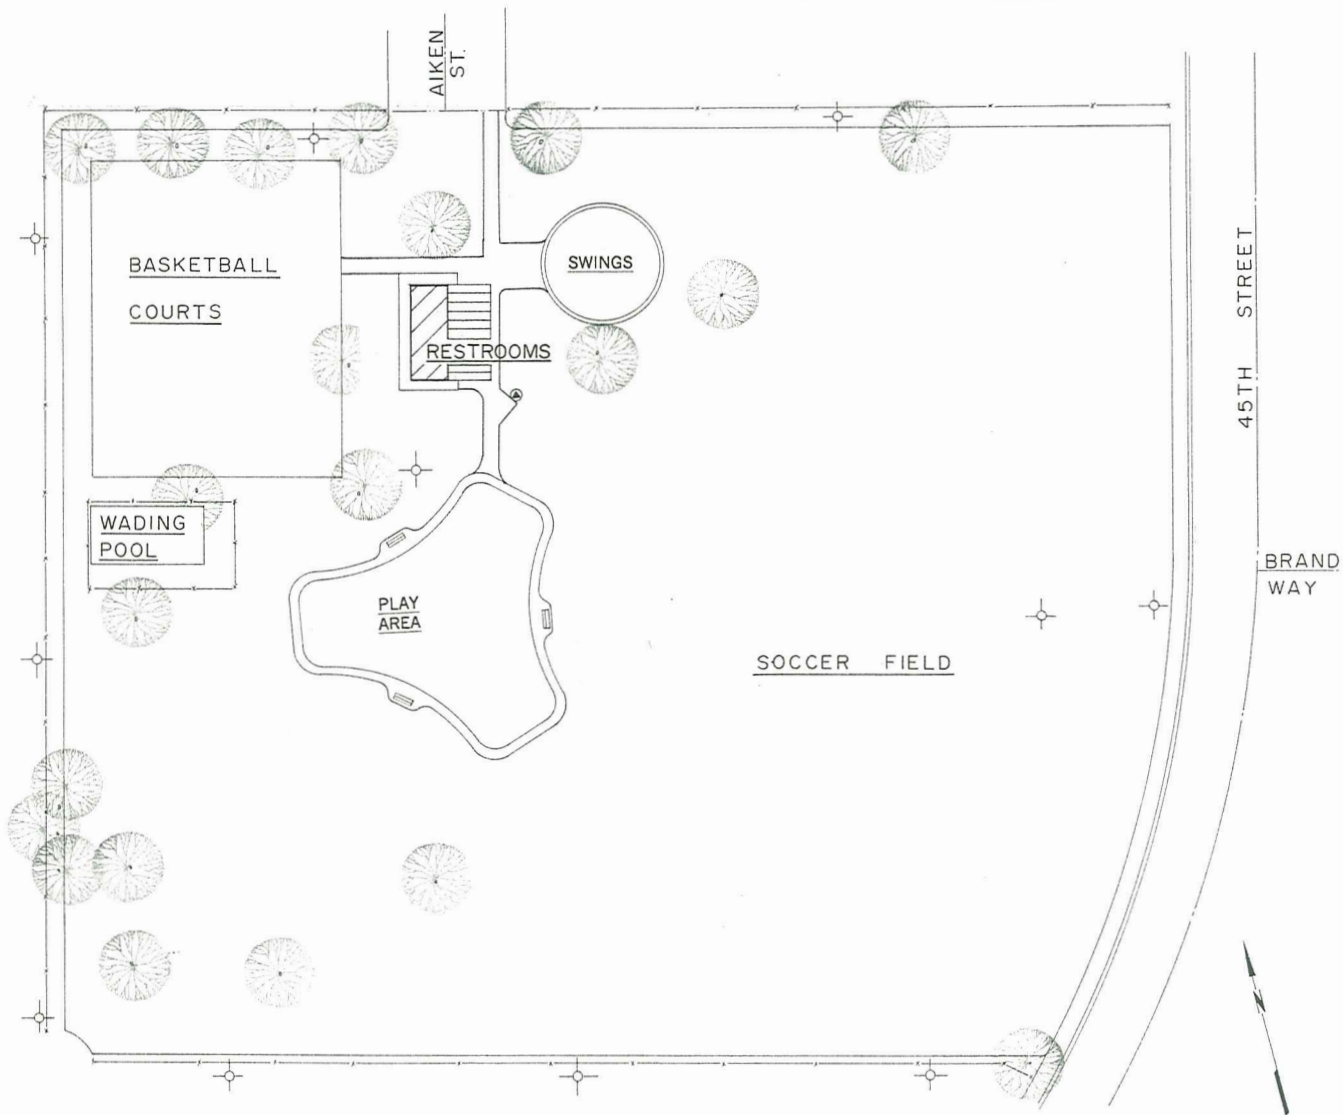 AIKEN
ST.
BASKETBALL
COURTS
SWINGS
RESTROOMS
45TH STREET
WADING
POOL
BRAND
WAY
PLAY
AREA
SOCCER FIELD
N